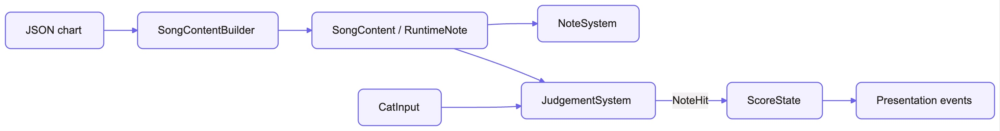 JSON chart
SongContentBuilder
SongContent / RuntimeNote
NoteSystem
CatInput
JudgementSystem
NoteHit
ScoreState
Presentation events